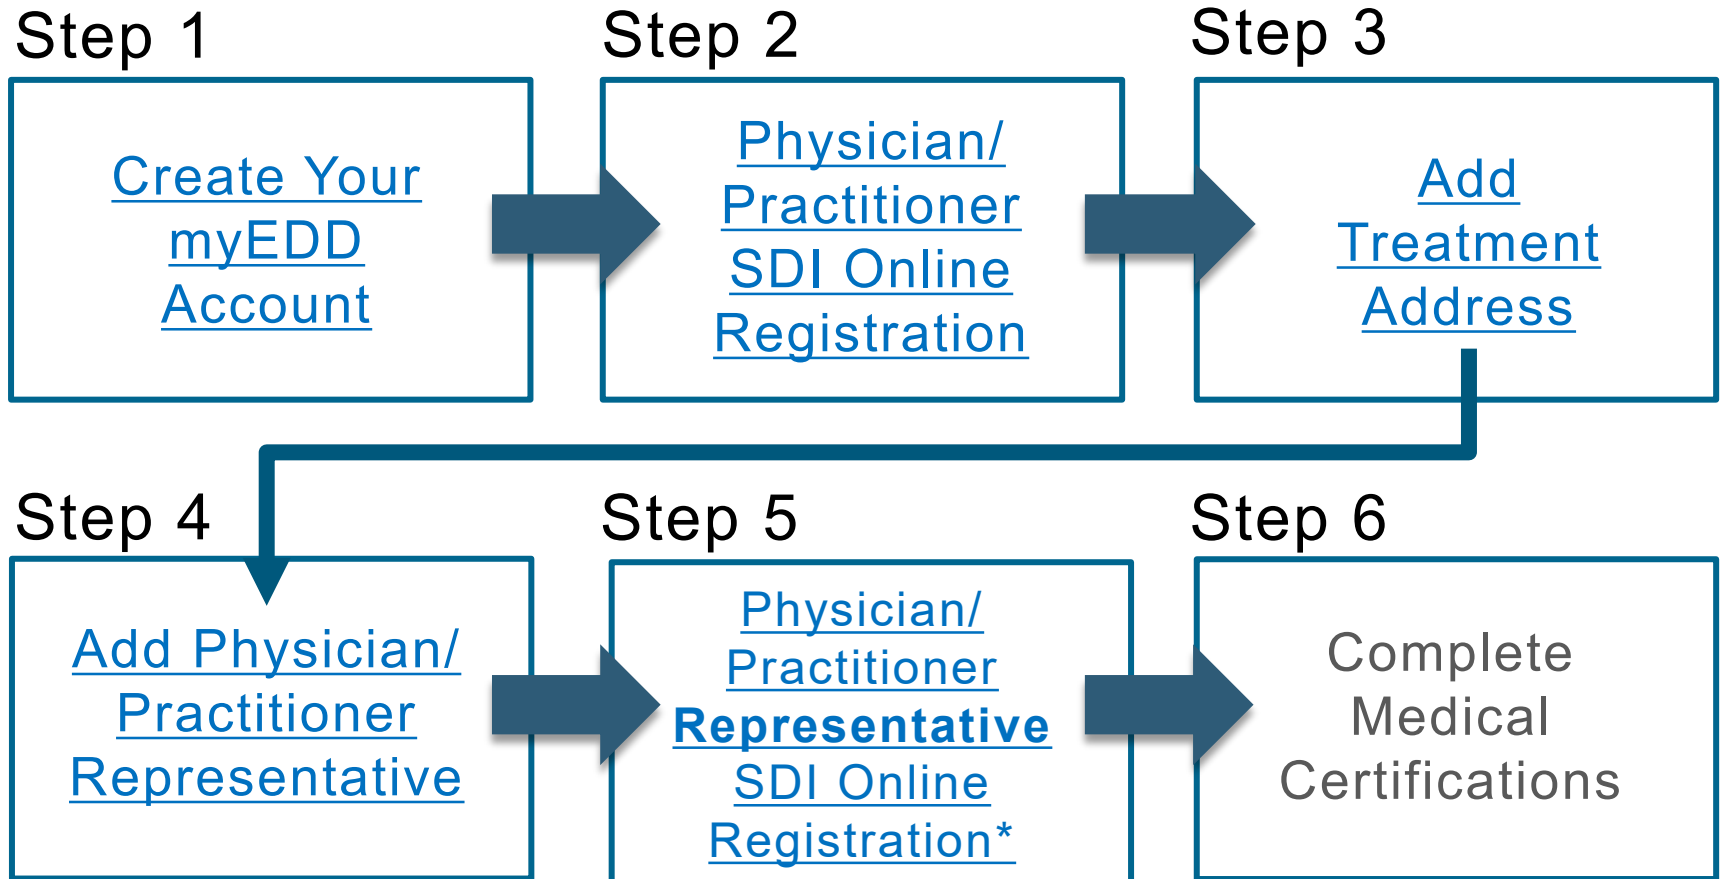 Step 1
Create Your
myEDD
Account
Step 2
Physician/
Practitioner
SDI Online
Registration
Step 3
Add
Treatment
Address
Step 4
Add Physician/
Practitioner
Representative
Step 5
Physician/
Practitioner
Representative
SDI Online
Registration*
Step 6
Complete
Medical
Certifications